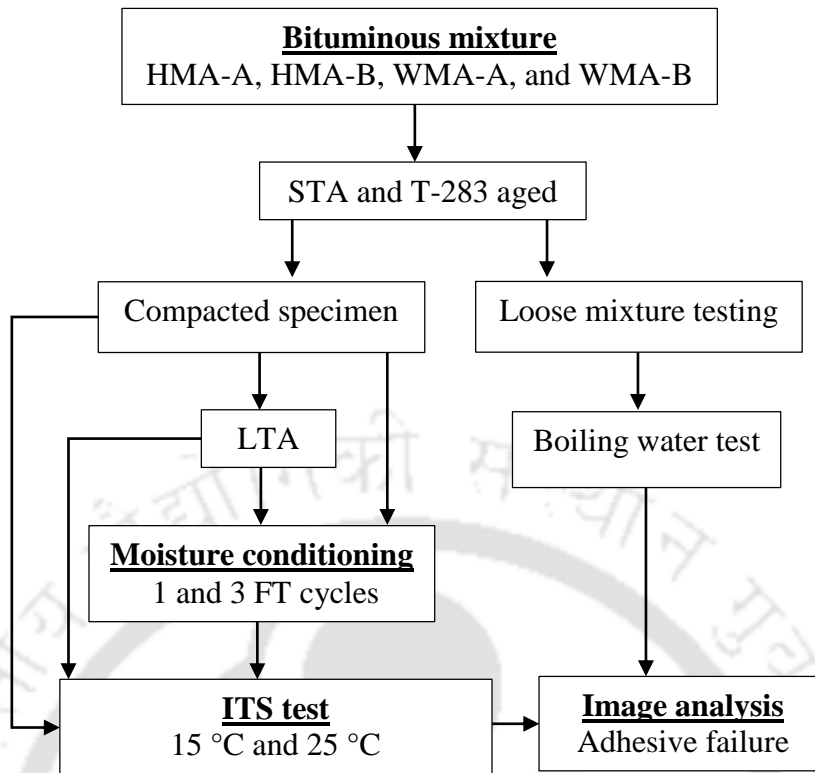 Bituminous mixture
HMA-A, HMA-B, WMA-A, and WMA-B
STA and T-283 aged
Compacted specimen
Loose mixture testing
LTA
Boiling water test
Moisture conditioning
1 and 3 FT cycles
ITS test
15 °C and 25 °C
Image analysis
Adhesive failure